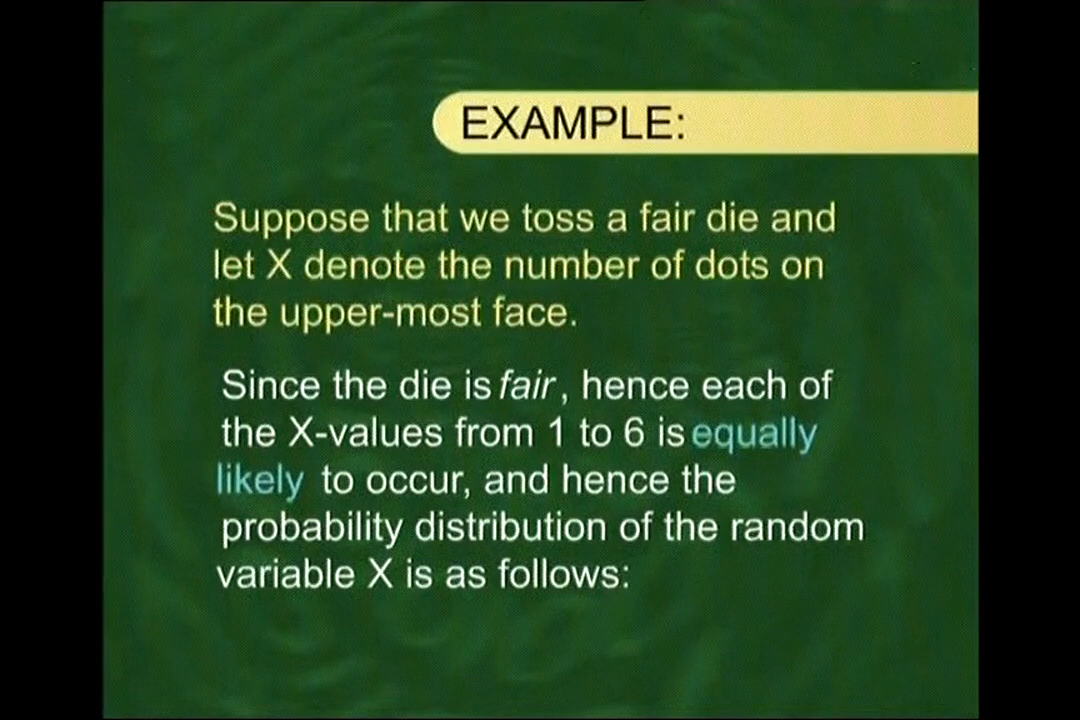 EXAMPLE:
Suppose that we toss a fair die and
let X denote the number of dots on
the upper-most face.
Since the die is fair, hence each of
the X-values from 1 to 6 is equally
likely to occur, and hence the
probability distribution of the random
variable X is as follows: